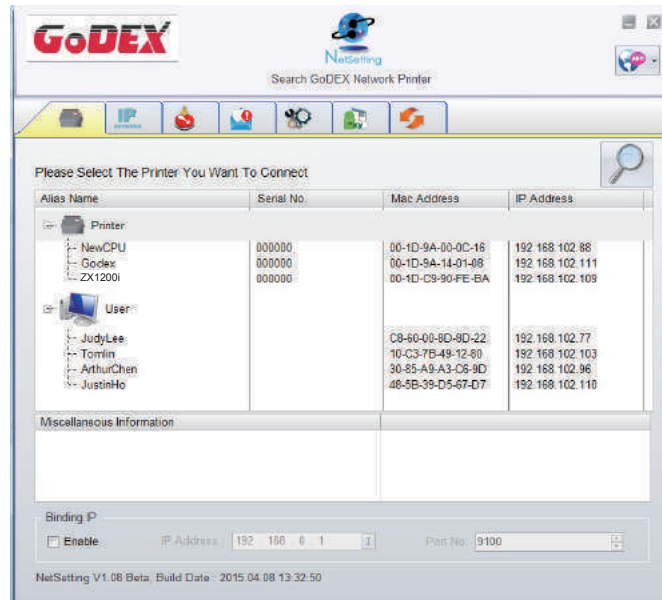 GoDEX
NetSetting
Search GoDEX Network Printer
IP
Please Select The Printer You Want To Connect
Alias Name Serial No. Mac Address IP Address
Printer
NewCPU 000000 00-1D-9A-00-0C-16 192.168.102.88
Godex 000000 00-1D-9A-14-01-08 192.168.102.111
ZX1200i 000000 00-1D-C9-90-FE-BA 192.168.102.109
User
JudyLee C8-60-00-8D-8D-22 192.168.102.77
Tomlin 10-C3-7B-49-12-80 192.168.102.103
ArthurChen 30-85-A9-A3-C6-9D 192.168.102.96
JustinHo 48-5B-39-D5-67-D7 192.168.102.110
Miscellaneous Information
Binding IP
Enable IP Address : 192 . 168 . 0 . 1 Port No: 9100
NetSetting V1.08 Beta, Build Date : 2015.04.08 13:32:50